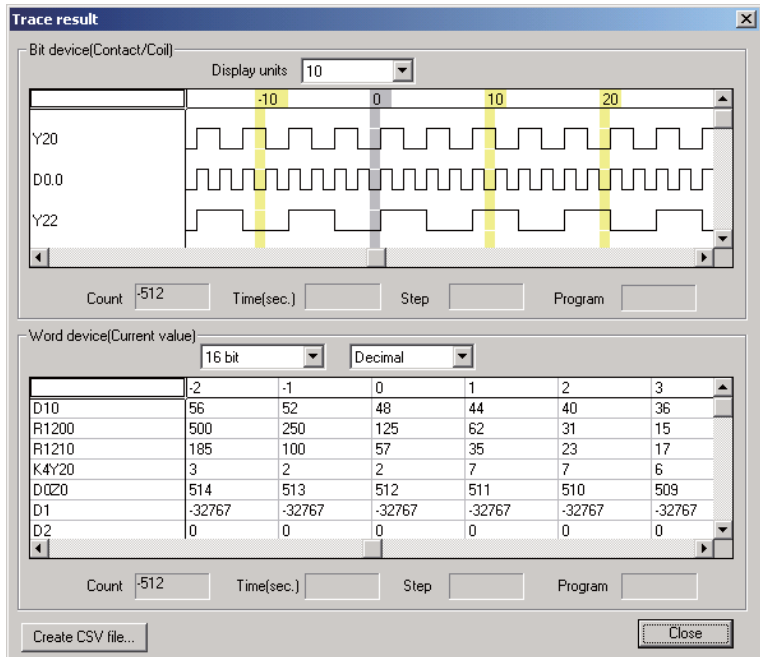 Trace result
Bit device(Contact/Coil)
Display units 10
-10 0 10 20
Y20
D0.0
Y22
Count -512 Time(sec.) Step Program
Word device(Current value)
16 bit Decimal
-2 -1 0 1 2 3
D10 56 52 48 44 40 36
R1200 500 250 125 62 31 15
R1210 185 100 57 35 23 17
K4Y20 3 2 2 7 7 6
D0Z0 514 513 512 511 510 509
D1 -32767 -32767 -32767 -32767 -32767 -32767
D2 0 0 0 0 0 0
Count -512 Time(sec.) Step Program
Create CSV file... Close